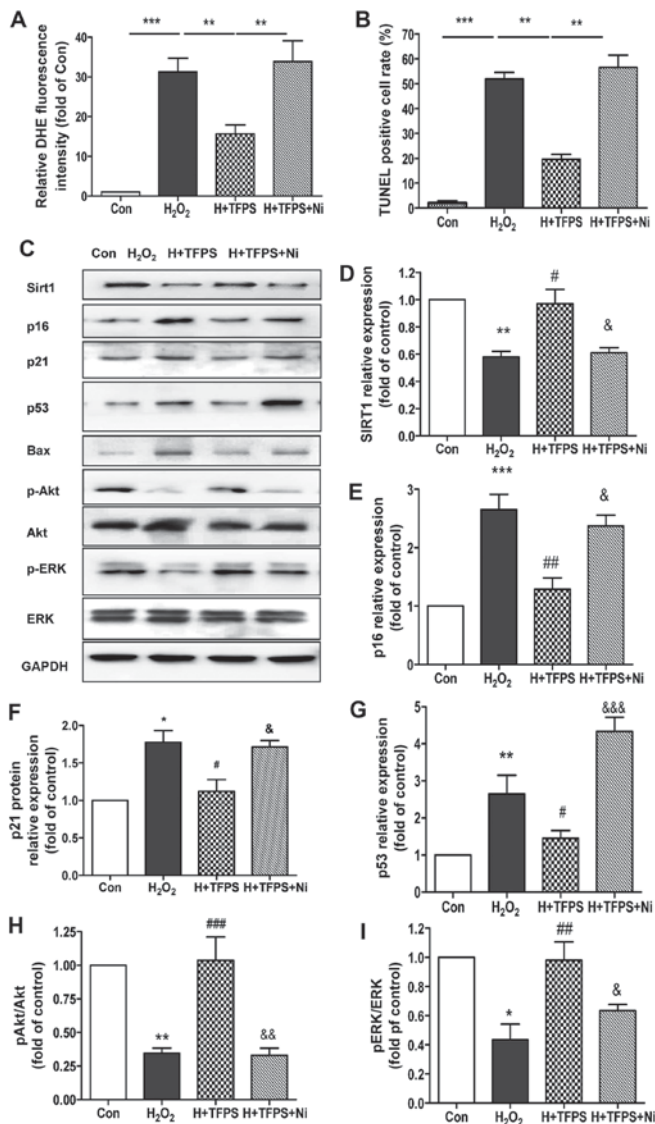 A
Relative DHE fluorescence
intensity (fold of Con)
40
30
20
10
0
*** ** **
Con H₂O₂ H+TFPS H+TFPS+Ni
B
TUNEL positive cell rate (%)
80
70
60
50
40
30
20
10
0
*** ** **
Con H₂O₂ H+TFPS H+TFPS+Ni
C
Con H₂O₂ H+TFPS H+TFPS+Ni
Sirt1
p16
p21
p53
Bax
p-Akt
Akt
p-ERK
ERK
GAPDH
D
SIRT1 relative expression
(fold of control)
1.2
1.0
0.8
0.6
0.4
0.2
0.0
** # &
Con H₂O₂ H+TFPS H+TFPS+Ni
E
p16 relative expression
(fold of control)
3
2
1
0
*** ## &
Con H₂O₂ H+TFPS H+TFPS+Ni
F
p21 protein
relative expression
(fold of control)
2.0
1.5
1.0
0.5
0.0
* # &
Con H₂O₂ H+TFPS H+TFPS+Ni
G
p53 relative expression
(fold of control)
5
4
3
2
1
0
** # &&&
Con H₂O₂ H+TFPS H+TFPS+Ni
H
pAkt/Akt
(fold of control)
1.25
1.00
0.75
0.50
0.25
0.00
** ### &&
Con H₂O₂ H+TFPS H+TFPS+Ni
I
pERK/ERK
(fold pf control)
1.2
1.0
0.8
0.6
0.4
0.2
0.0
* ## &
Con H₂O₂ H+TFPS H+TFPS+Ni